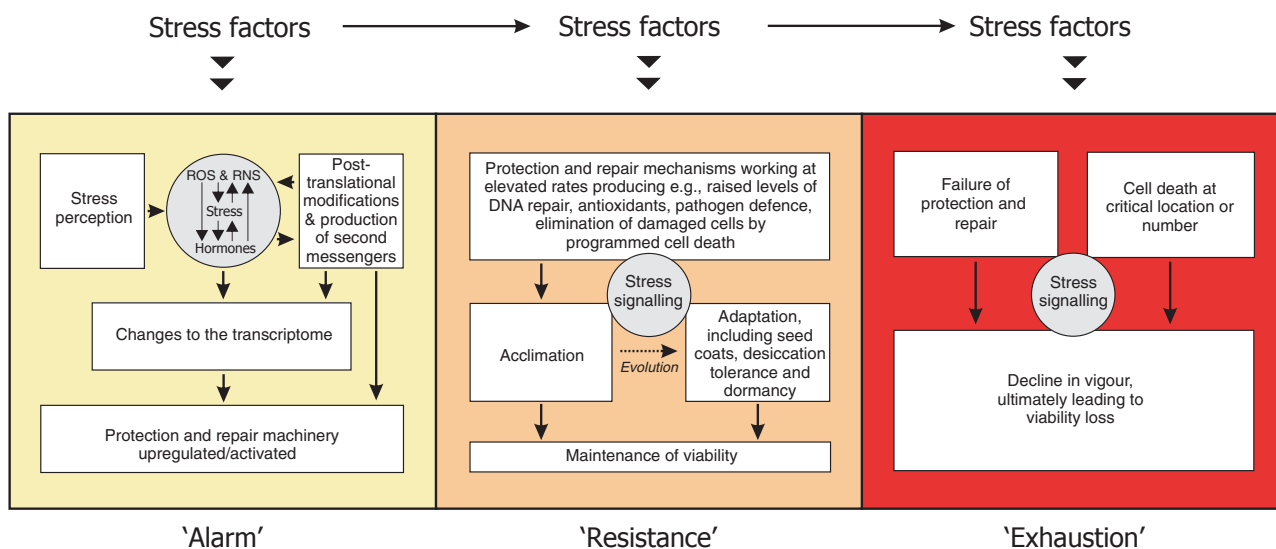 Stress factors
Stress factors
Stress factors
Stress
perception
ROS & RNS
Stress
Hormones
Post-
translational
modifications
& production
of second
messengers
Changes to the transcriptome
Protection and repair machinery
upregulated/activated
'Alarm'
Protection and repair mechanisms working at
elevated rates producing e.g., raised levels of
DNA repair, antioxidants, pathogen defence,
elimination of damaged cells by
programmed cell death
Stress
signalling
Acclimation
Evolution
Adaptation,
including seed
coats, desiccation
tolerance and
dormancy
Maintenance of viability
'Resistance'
Failure of
protection and
repair
Cell death at
critical location or
number
Stress
signalling
Decline in vigour,
ultimately leading to
viability loss
'Exhaustion'